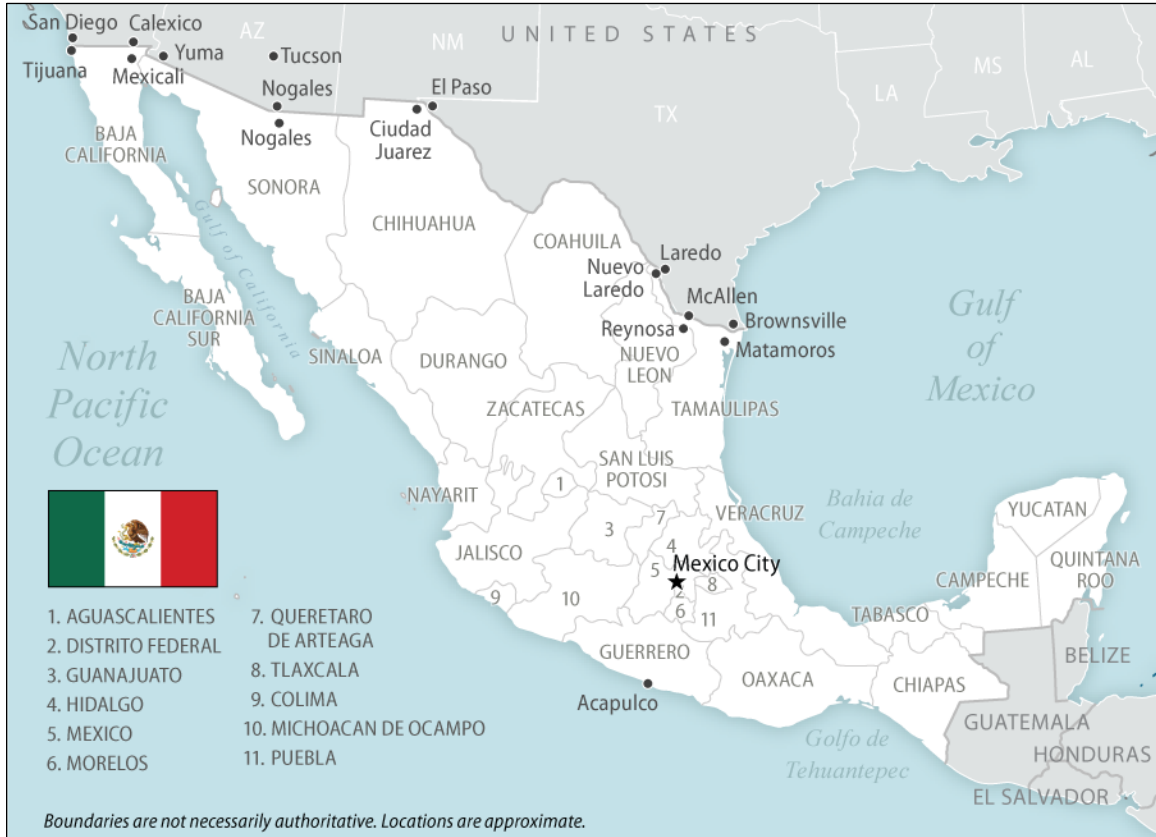 San Diego
Calexico
AZ
NM
UNITED STATES
MS
AL
Yuma
Tucson
LA
Tijuana
Mexicali
Nogales
El Paso
TX
Nogales
Ciudad
Juarez
BAJA
CALIFORNIA
SONORA
CHIHUAHUA
COAHUILA
Gulf of California
Nuevo
Laredo
Laredo
McAllen
BAJA
CALIFORNIA
SUR
Reynosa
Brownsville
Matamoros
Gulf
of
Mexico
North
Pacific
Ocean
SINALOA
DURANGO
NUEVO
LEON
ZACATECAS
TAMAULIPAS
SAN LUIS
POTOSI
NAYARIT
1
3
7
VERACRUZ
Bahia de
Campeche
YUCATAN
JALISCO
4
Mexico City
5
8
2
6
11
9
10
CAMPECHE
QUINTANA
ROO
TABASCO
GUERRERO
OAXACA
CHIAPAS
BELIZE
Acapulco
Golfo de
Tehuantepec
GUATEMALA
HONDURAS
EL SALVADOR
1. AGUASCALIENTES
2. DISTRITO FEDERAL
3. GUANAJUATO
4. HIDALGO
5. MEXICO
6. MORELOS
7. QUERETARO
DE ARTEAGA
8. TLAXCALA
9. COLIMA
10. MICHOACAN DE OCAMPO
11. PUEBLA
Boundaries are not necessarily authoritative. Locations are approximate.